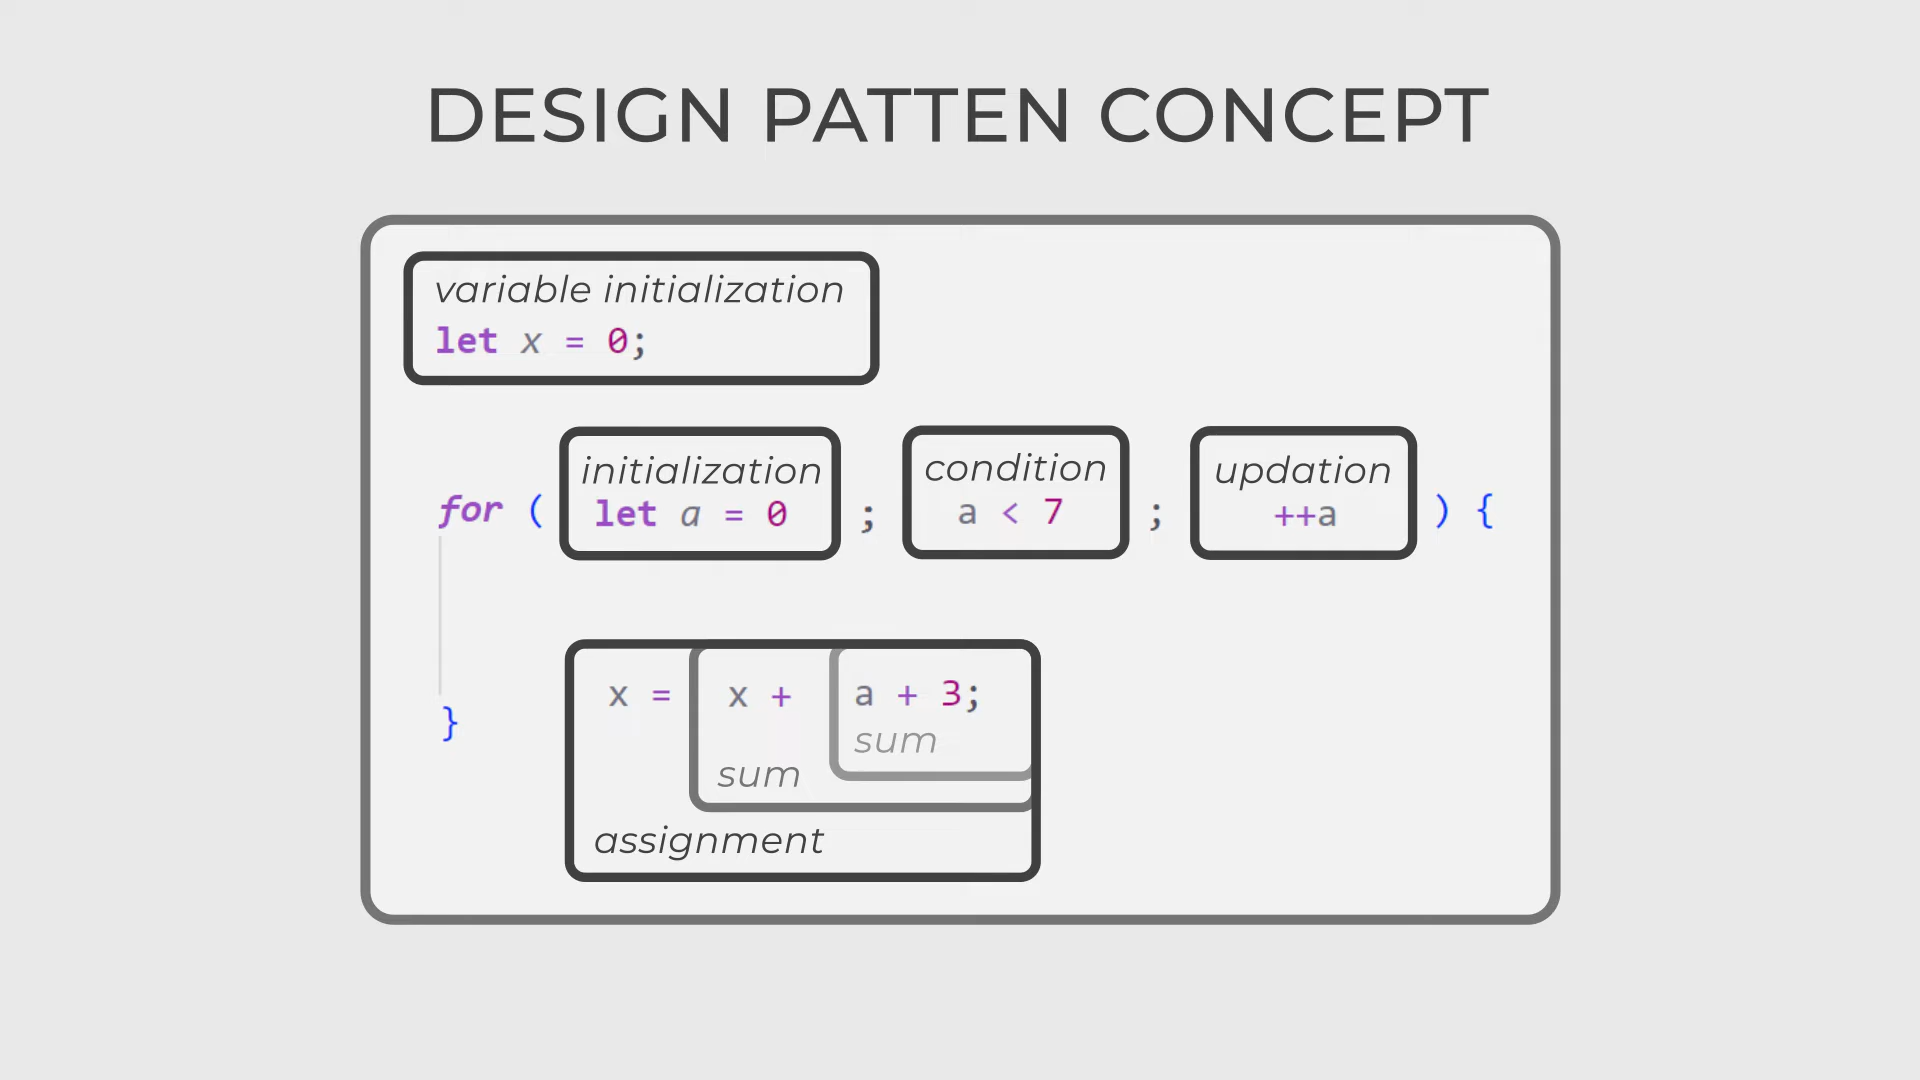 DESIGN PATTEN CONCEPT
variable initialization
let x = 0;
initialization
condition
updation
for ( let a = 0 ; a < 7 ; ++a ) {
x = x + a + 3;
sum
sum
}
assignment